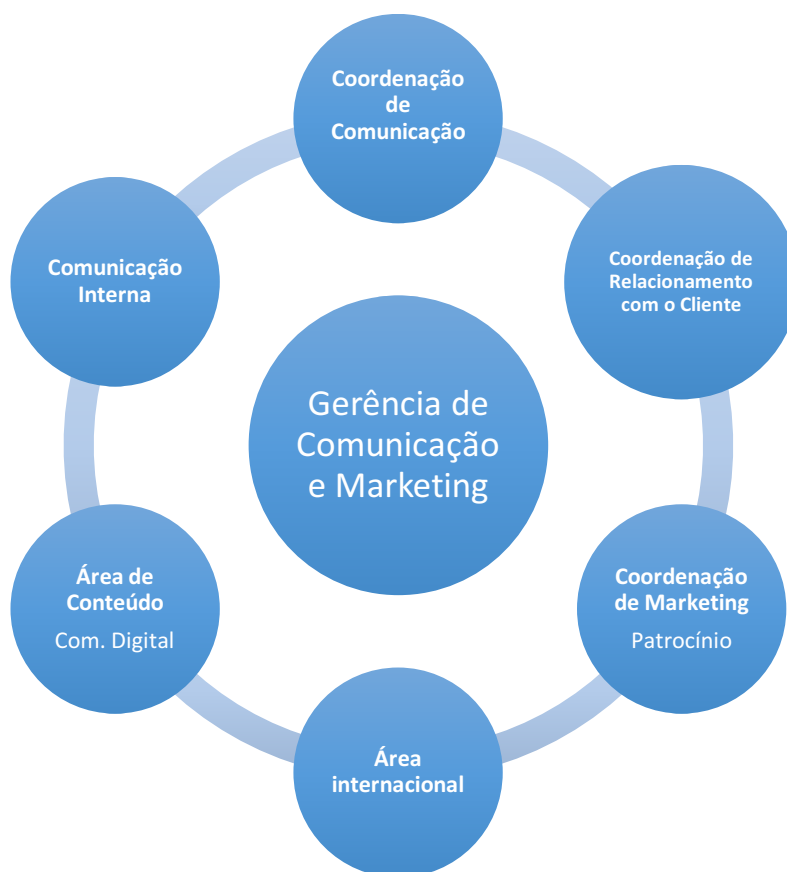 Coordenação
de
Comunicação
Coordenação de
Relacionamento
com o Cliente
Coordenação
de Marketing
Patrocínio
Área
internacional
Área de
Conteúdo
Com. Digital
Comunicação
Interna
Gerência de
Comunicação
e Marketing